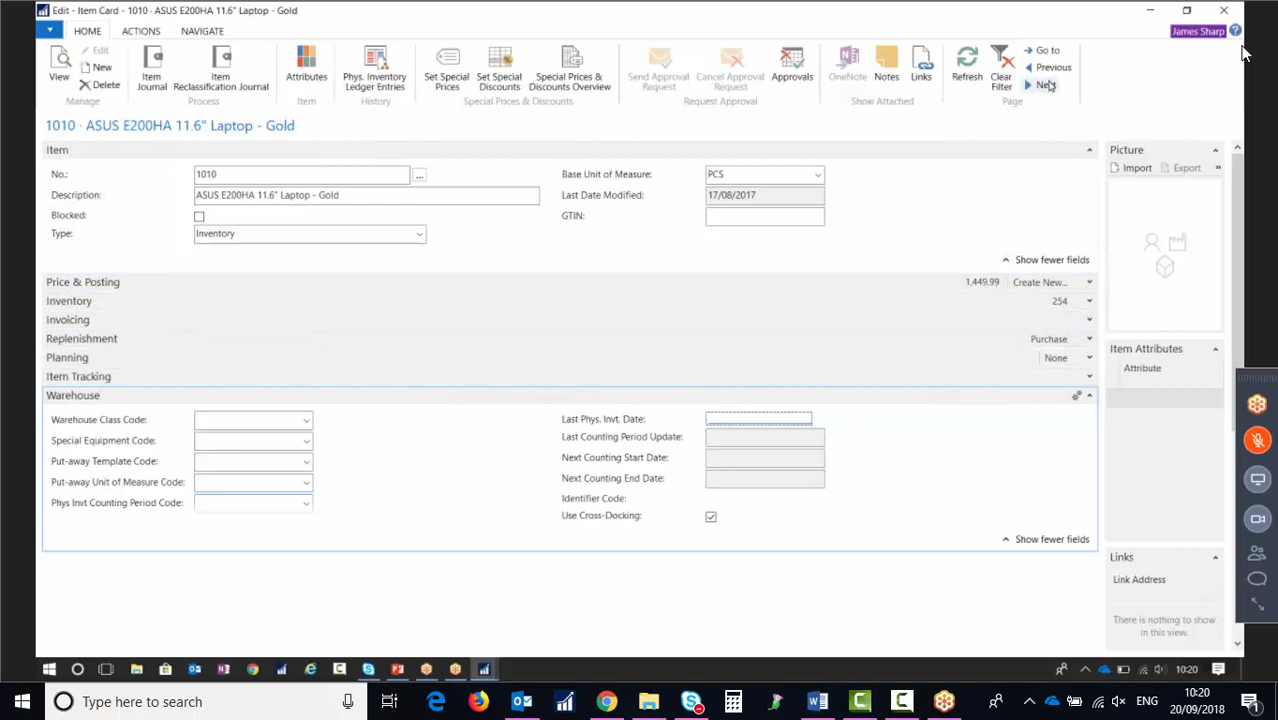 Edit - Item Card - 1010 · ASUS E200HA 11.6" Laptop - Gold
HOME ACTIONS NAVIGATE
James Sharp
View
Edit
New
Delete
Manage
Item Journal
Item Reclassification Journal
Process
Attributes
Item
Phys. Inventory Ledger Entries
History
Set Special Prices
Set Special Discounts
Special Prices & Discounts Overview
Special Prices & Discounts
Send Approval Request
Cancel Approval Request
Approvals
Request Approval
OneNote
Notes
Links
Show Attached
Refresh
Clear Filter
Go to
Previous
Next
Page
1010 · ASUS E200HA 11.6" Laptop - Gold
Item
No.: 1010 ...
Description: ASUS E200HA 11.6" Laptop - Gold
Blocked:
Type: Inventory
Base Unit of Measure: PCS
Last Date Modified: 17/08/2017
GTIN:
Show fewer fields
Price & Posting 1,449.99 Create New...
Inventory 254
Invoicing
Replenishment Purchase
Planning None
Item Tracking
Warehouse
Warehouse Class Code:
Special Equipment Code:
Put-away Template Code:
Put-away Unit of Measure Code:
Phys Invt Counting Period Code:
Last Phys. Invt. Date:
Last Counting Period Update:
Next Counting Start Date:
Next Counting End Date:
Identifier Code:
Use Cross-Docking:
Show fewer fields
Picture
Import Export »
Item Attributes
Attribute
Links
Link Address
There is nothing to show
in this view.
10:20
Type here to search
ENG
10:20
20/09/2018
1